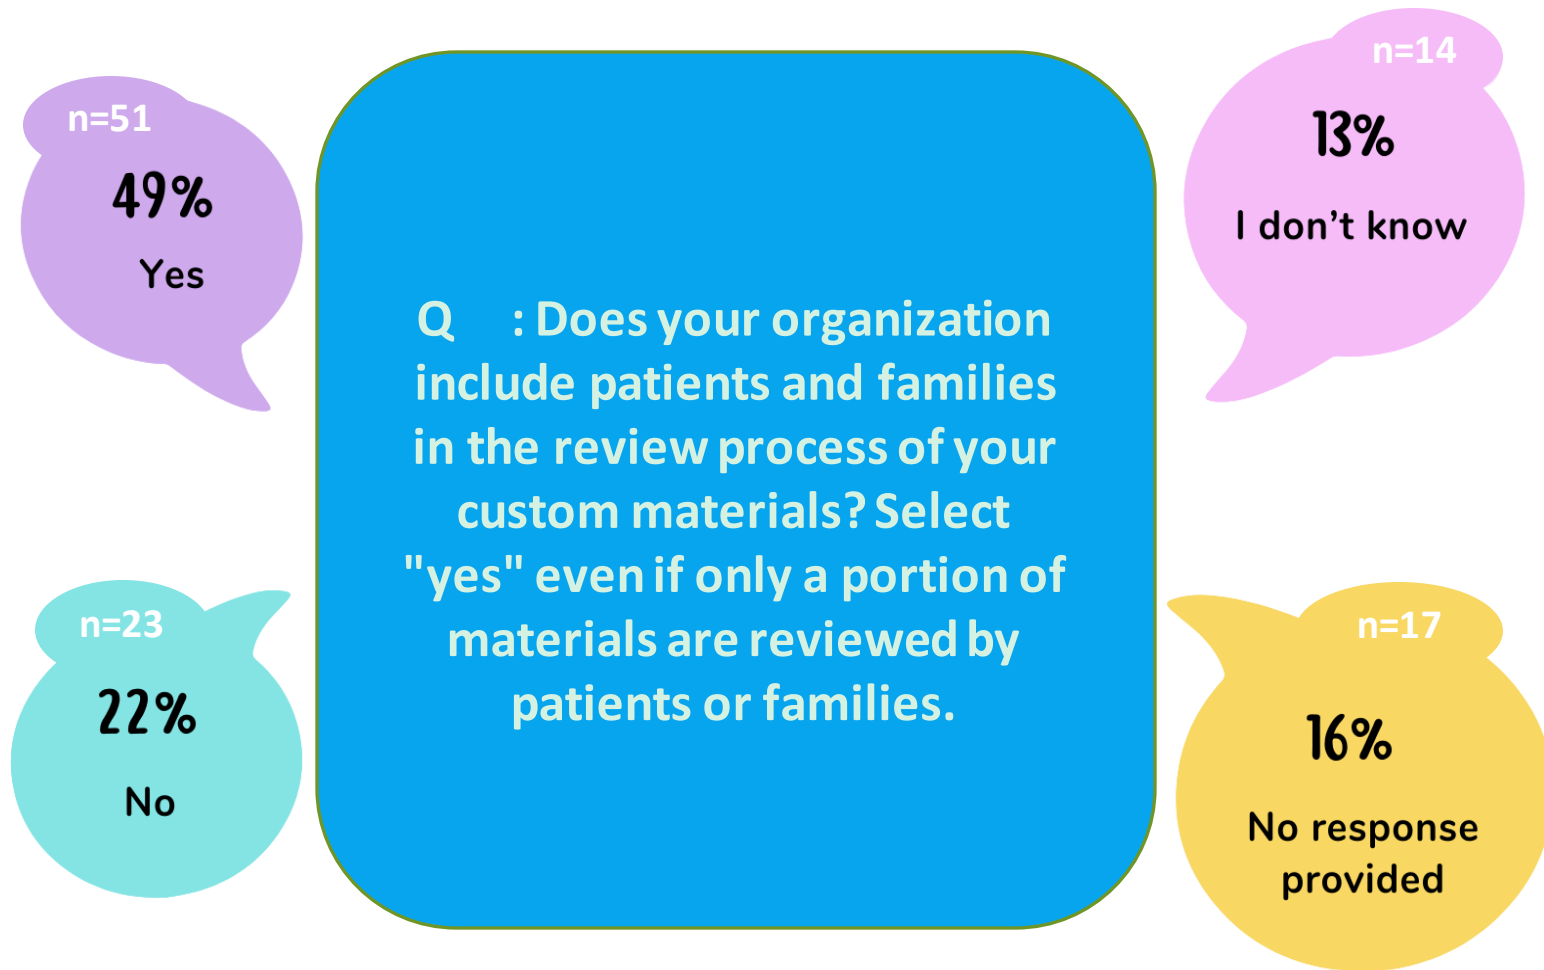 n=51
49%
Yes
n=14
13%
I don't know
Q : Does your organization
include patients and families
in the review process of your
custom materials? Select
"yes" even if only a portion of
materials are reviewed by
patients or families.
n=23
22%
No
n=17
16%
No response
provided